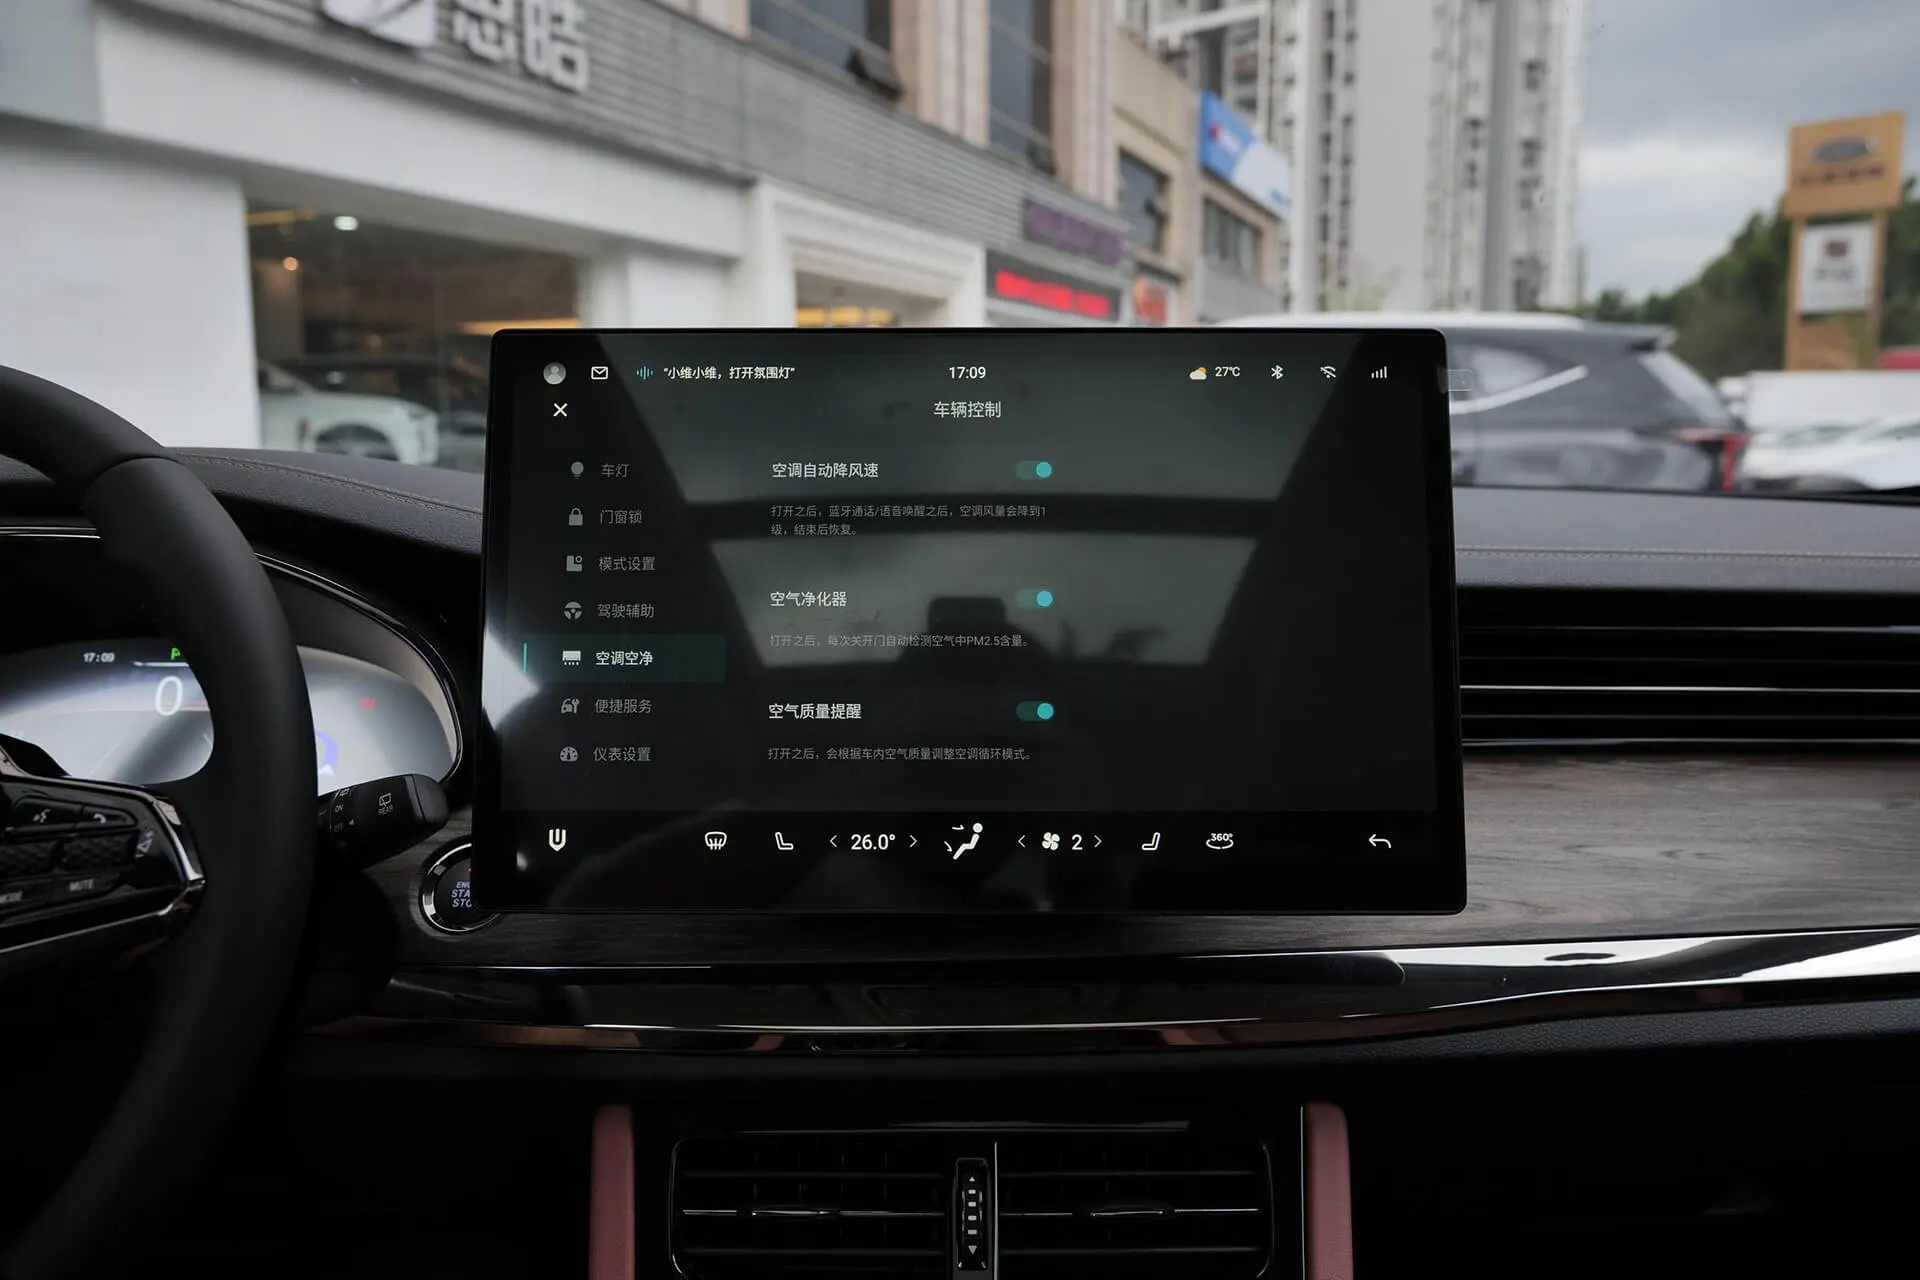 皓
"小维小维，打开氛围灯"
17:09
27℃
车辆控制
车灯
门窗锁
模式设置
驾驶辅助
空调空净
便捷服务
仪表设置
空调自动降风速
打开之后，蓝牙通话/语音唤醒之后，空调风量会降到1
级，结束后恢复。
空气净化器
打开之后，每次关开门自动检测空气中PM2.5含量。
空气质量提醒
打开之后，会根据车内空气质量调整空调循环模式。
26.0°
2
360°
17:09
P
0
ON
REAR
MUTE